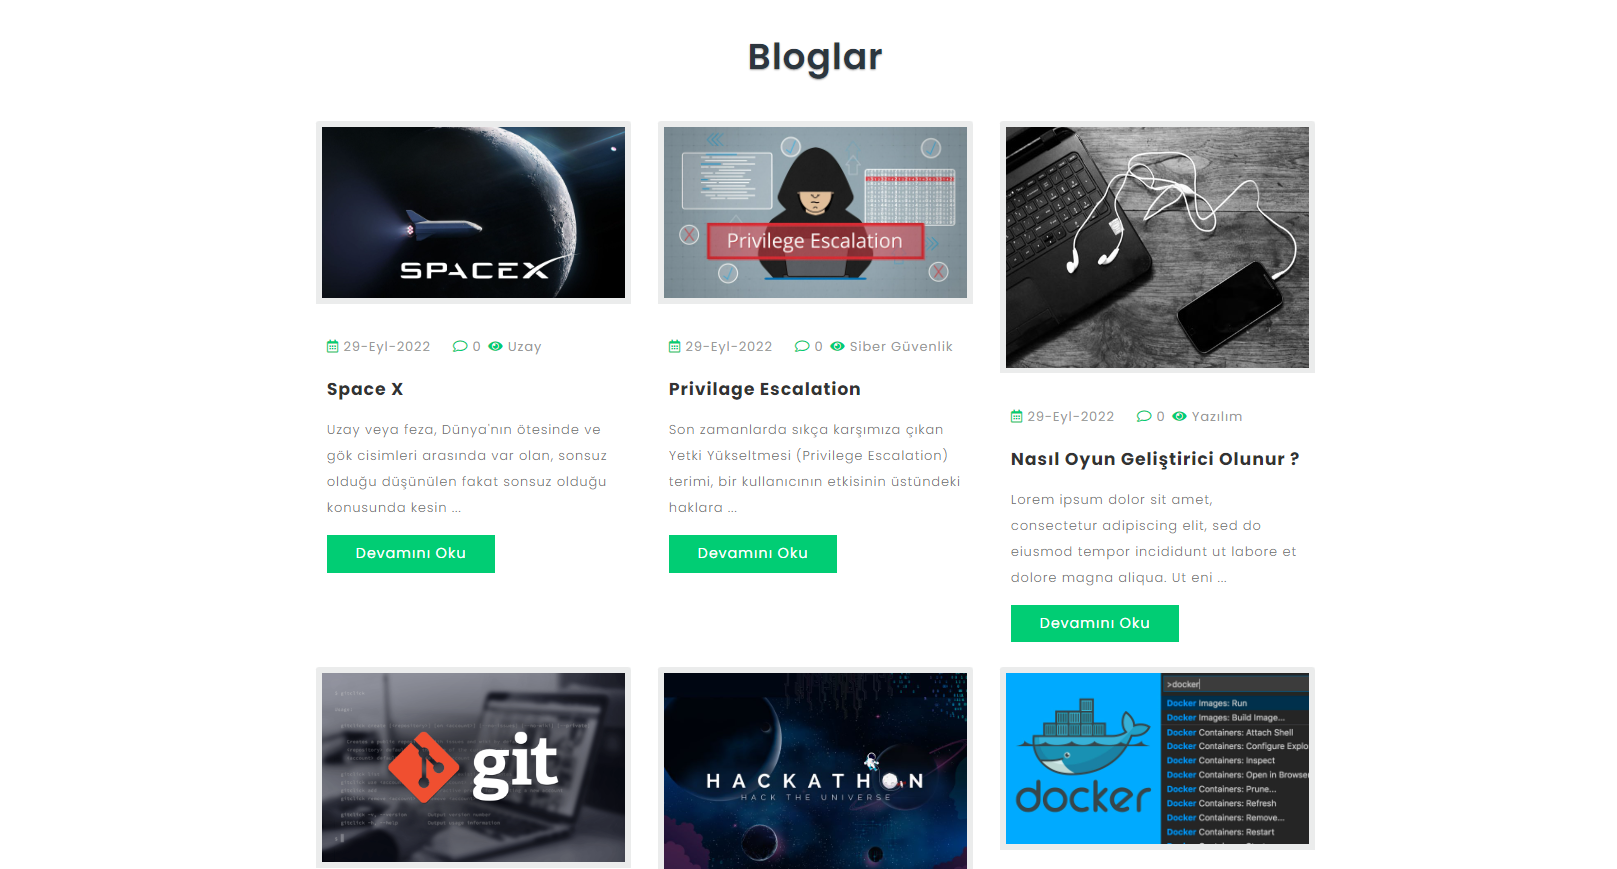 Bloglar
SPACEX
29-Eyl-2022 0 Uzay
Space X
Uzay veya feza, Dünya'nın ötesinde ve
gök cisimleri arasında var olan, sonsuz
olduğu düşünülen fakat sonsuz olduğu
konusunda kesin ...
Devamını Oku
Privilege Escalation
29-Eyl-2022 0 Siber Güvenlik
Privilage Escalation
Son zamanlarda sıkça karşımıza çıkan
Yetki Yükseltmesi (Privilege Escalation)
terimi, bir kullanıcının etkisinin üstündeki
haklara ...
Devamını Oku
29-Eyl-2022 0 Yazılım
Nasıl Oyun Geliştirici Olunur ?
Lorem ipsum dolor sit amet,
consectetur adipiscing elit, sed do
eiusmod tempor incididunt ut labore et
dolore magna aliqua. Ut eni ...
Devamını Oku
git
HACKATHON
HACK THE UNIVERSE
docker
>docker
Docker Images: Run
Docker Images: Build Image...
Docker Containers: Attach Shell
Docker Containers: Configure Explo
Docker Containers: Inspect
Docker Containers: Open in Browser
Docker Containers: Prune...
Docker Containers: Refresh
Docker Containers: Remove...
Docker Containers: Restart